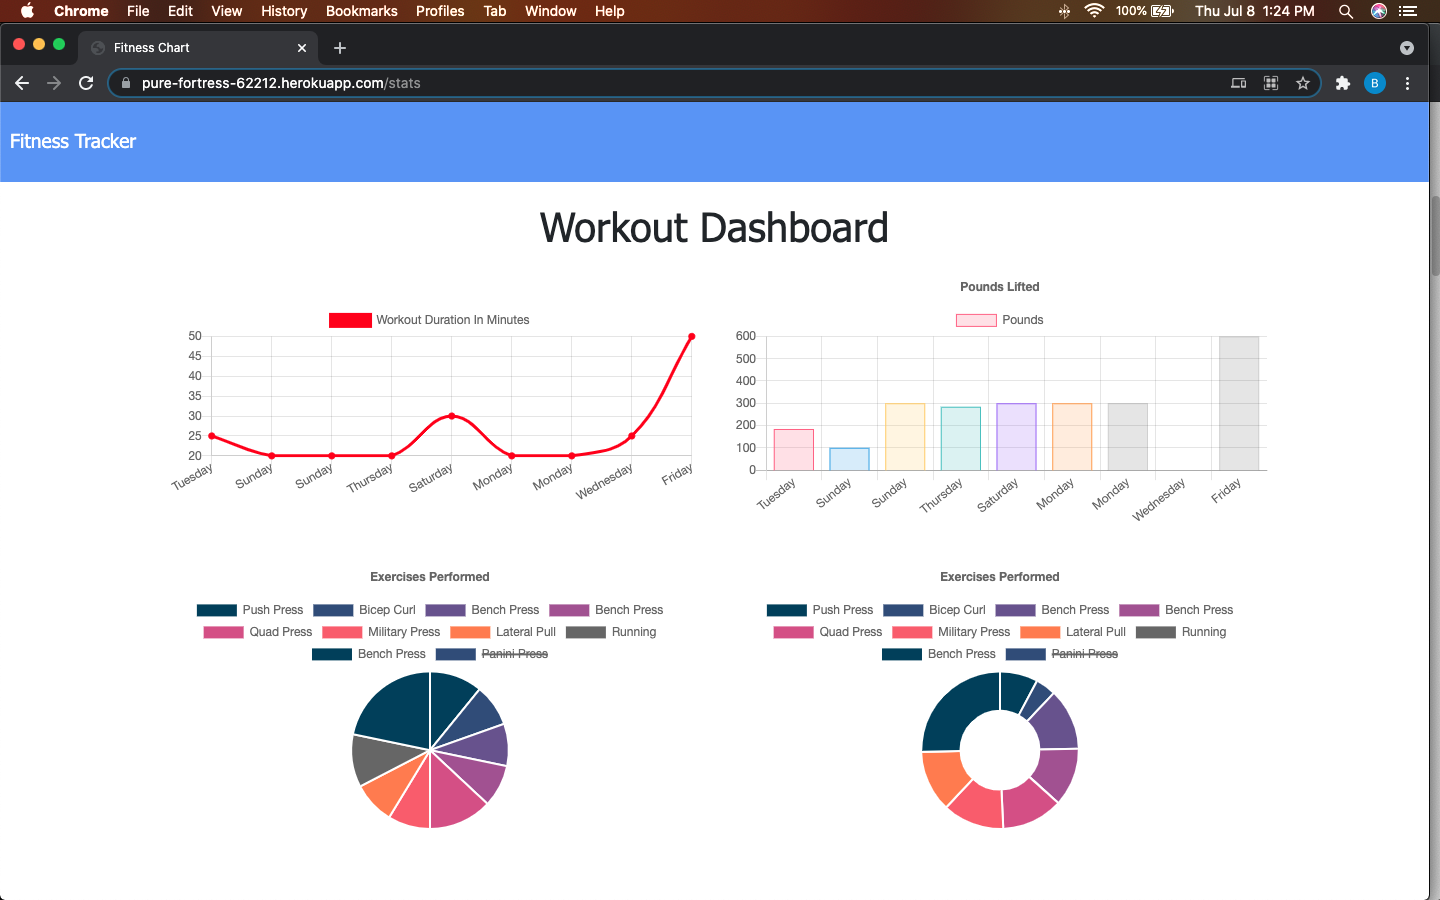 Chrome File Edit View History Bookmarks Profiles Tab Window Help 100% Thu Jul 8 1:24 PM
Fitness Chart
pure-fortress-62212.herokuapp.com/stats B
Fitness Tracker
Workout Dashboard
Workout Duration In Minutes
50
45
40
35
30
25
20
Tuesday Sunday Sunday Thursday Saturday Monday Monday Wednesday Friday
Pounds Lifted
Pounds
600
500
400
300
200
100
0
Tuesday Sunday Sunday Thursday Saturday Monday Monday Wednesday Friday
Exercises Performed
Push Press Bicep Curl Bench Press Bench Press
Quad Press Military Press Lateral Pull Running
Bench Press Panini Press
Exercises Performed
Push Press Bicep Curl Bench Press Bench Press
Quad Press Military Press Lateral Pull Running
Bench Press Panini Press